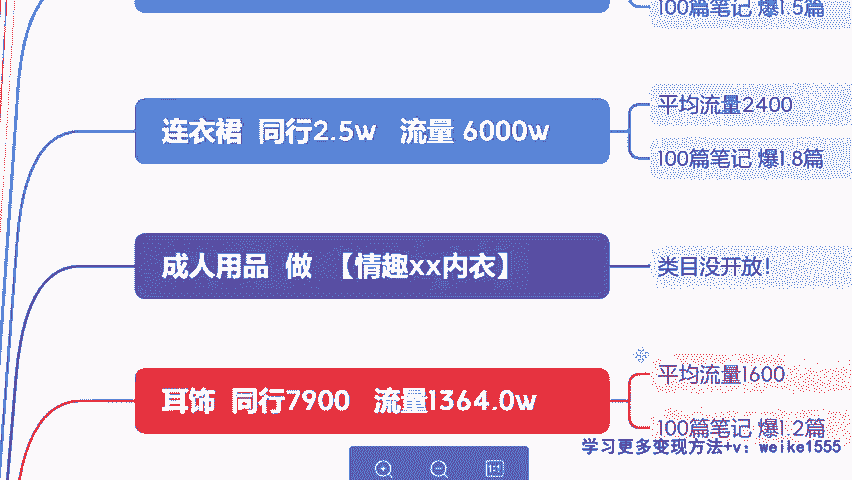 100篇笔记 爆1.5篇
连衣裙 同行2.5w 流量 6000w
平均流量2400
100篇笔记 爆1.8篇
成人用品 做 【情趣xx内衣】
类目没开放!
耳饰 同行7900 流量1364.0w
平均流量1600
100篇笔记 爆1.2篇
学习更多变现方法+v: weike1555
1:1